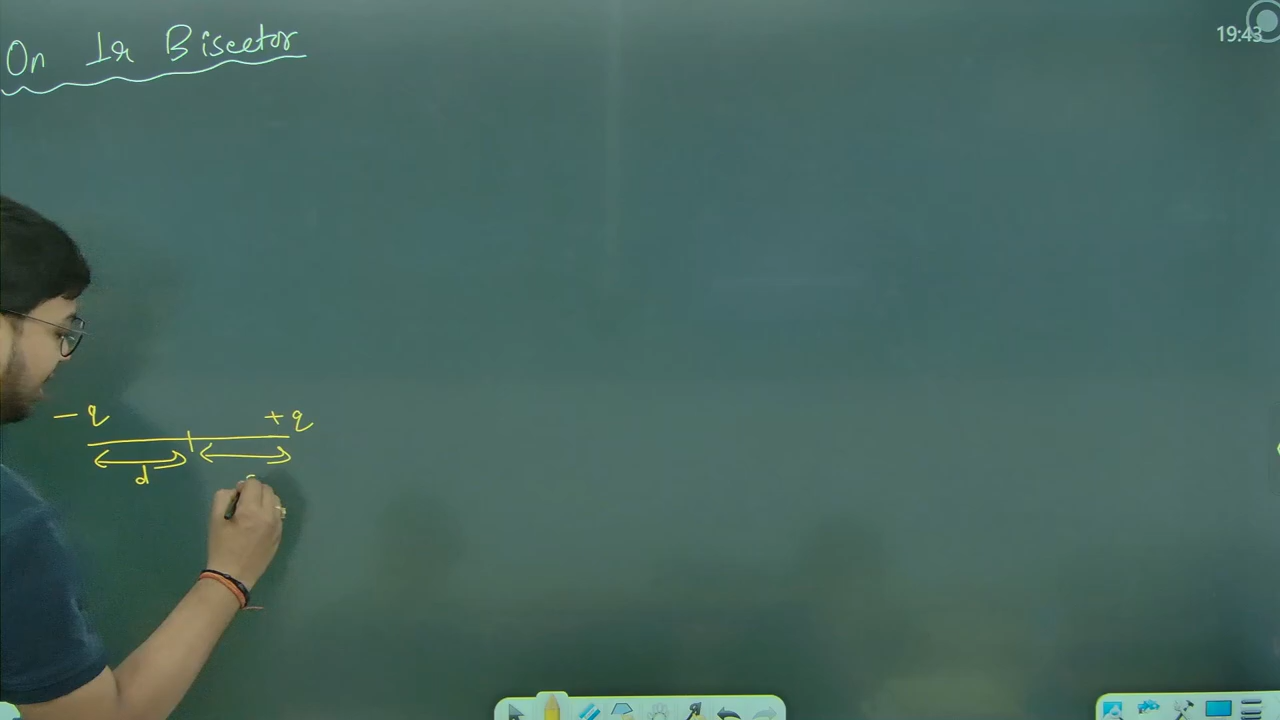 On ⊥r Bisector
19:43
- q + q
d